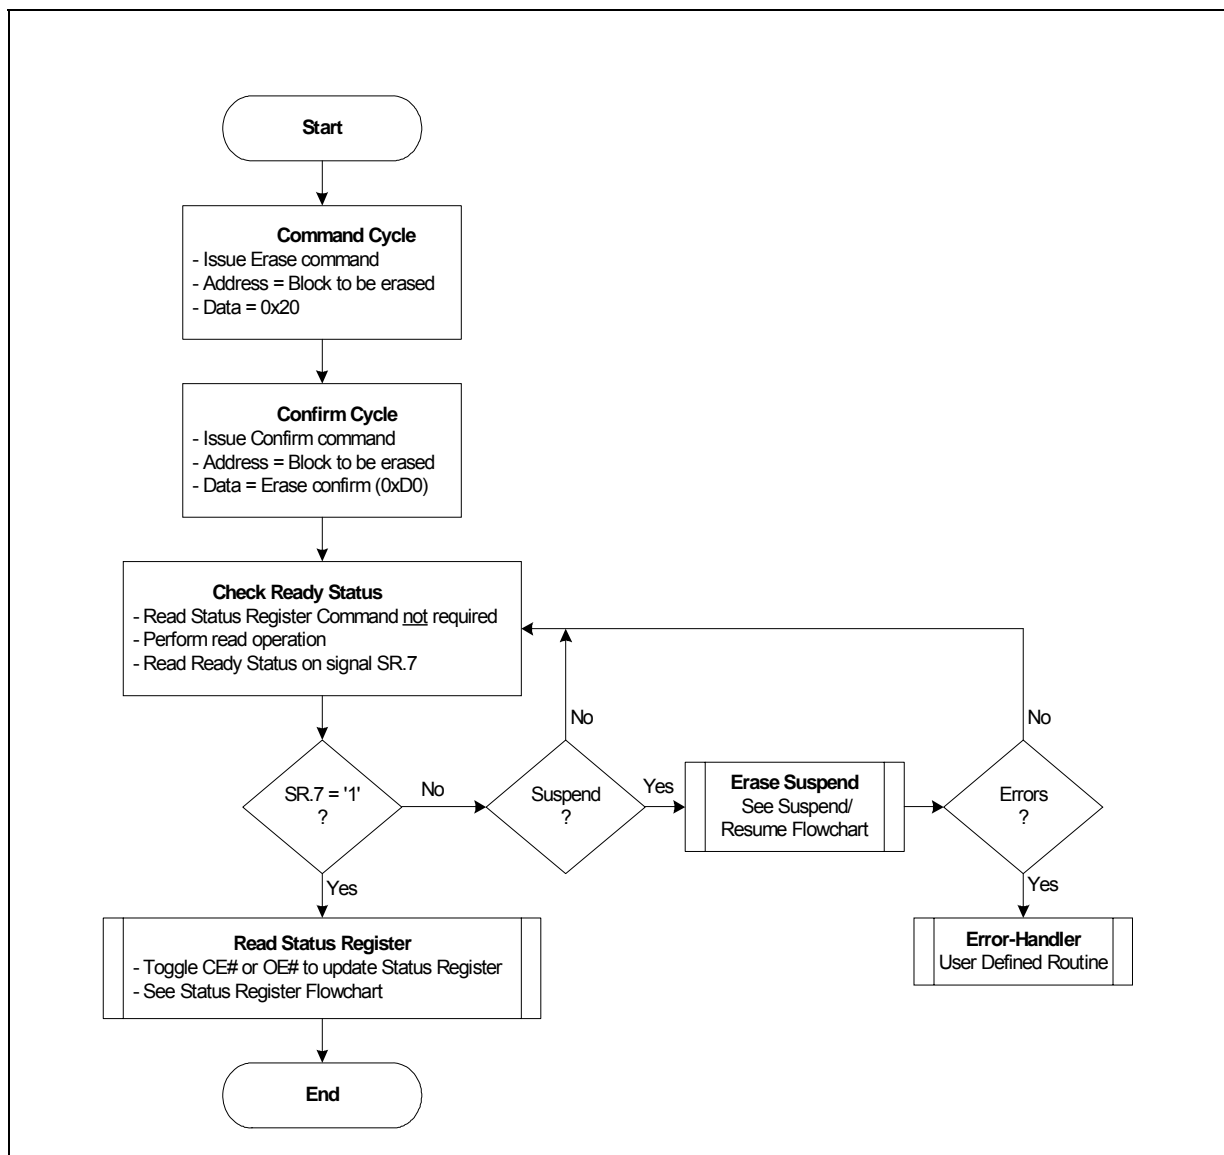 Start
Command Cycle
- Issue Erase command
- Address = Block to be erased
- Data = 0x20
Confirm Cycle
- Issue Confirm command
- Address = Block to be erased
- Data = Erase confirm (0xD0)
Check Ready Status
- Read Status Register Command not required
- Perform read operation
- Read Ready Status on signal SR.7
No
No
SR.7 = '1'
?
No
Suspend
?
Yes
Erase Suspend
See Suspend/
Resume Flowchart
Errors
?
Yes
Yes
Read Status Register
- Toggle CE# or OE# to update Status Register
- See Status Register Flowchart
Error-Handler
User Defined Routine
End